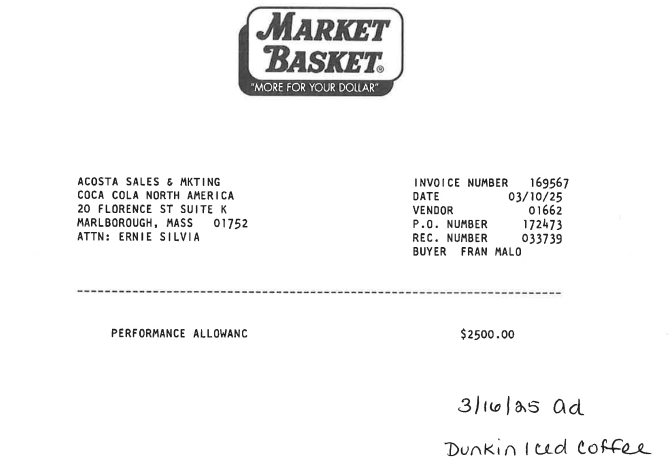 MARKET
BASKET®
"MORE FOR YOUR DOLLAR"
ACOSTA SALES & MKTING
COCA COLA NORTH AMERICA
20 FLORENCE ST SUITE K
MARLBOROUGH, MASS 01752
ATTN: ERNIE SILVIA
INVOICE NUMBER 169567
DATE 03/10/25
VENDOR 01662
P.O. NUMBER 172473
REC. NUMBER 033739
BUYER FRAN MALO
PERFORMANCE ALLOWANC $2500.00
3/16/25 ad
Dunkin Iced Coffee